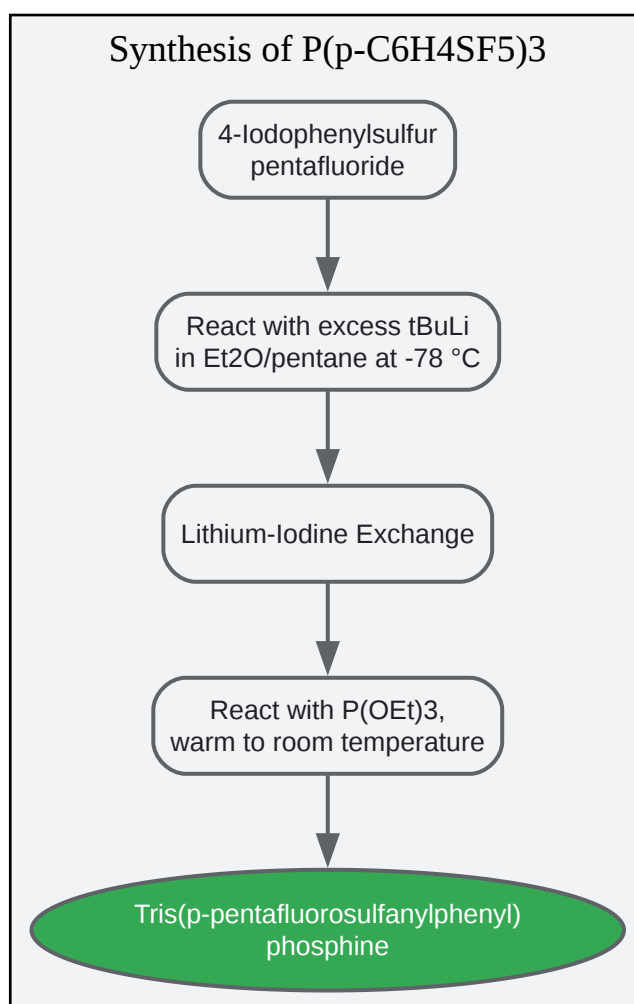 Synthesis of P(p-C6H4SF5)3
4-Iodophenylsulfur
pentafluoride
React with excess tBuLi
in Et2O/pentane at -78 °C
Lithium-Iodine Exchange
React with P(OEt)3,
warm to room temperature
Tris(p-pentafluorosulfanylphenyl)
phosphine